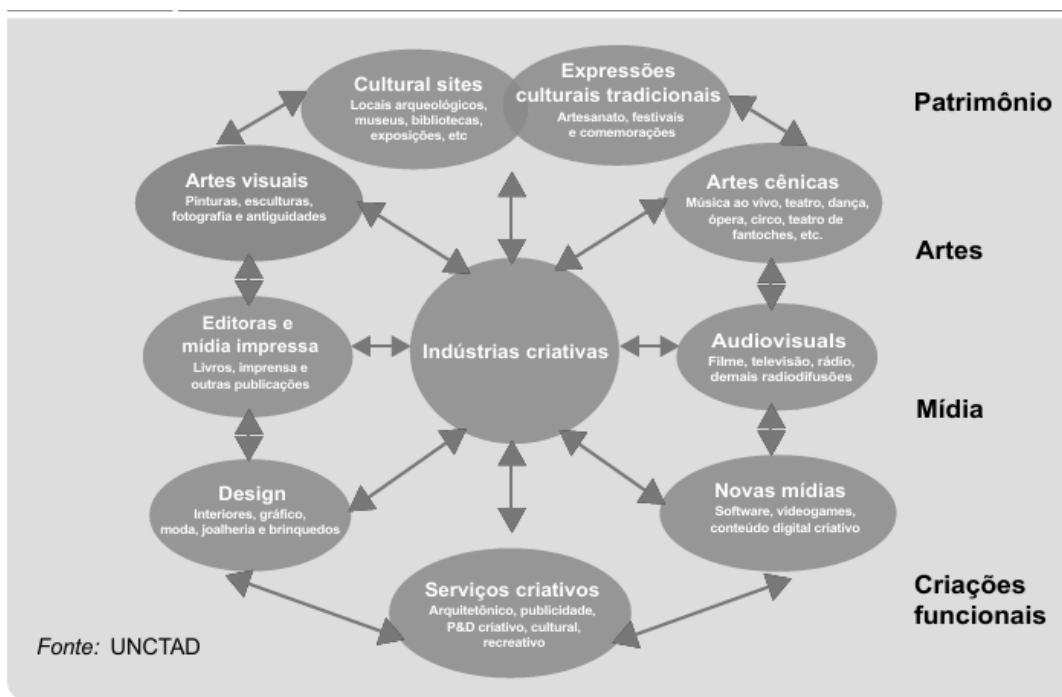 Cultural sites
Locais arqueológicos,
museus, bibliotecas,
exposições, etc
Expressões
culturais tradicionais
Artesanato, festivais
e comemorações
Patrimônio
Artes visuais
Pinturas, esculturas,
fotografia e antiguidades
Artes cênicas
Música ao vivo, teatro, dança,
ópera, circo, teatro de
fantoches, etc.
Artes
Editoras e
mídia impressa
Livros, imprensa e
outras publicações
Indústrias criativas
Audiovisuals
Filme, televisão, rádio,
demais radiodifusões
Mídia
Design
Interiores, gráfico,
moda, joalheria e brinquedos
Novas mídias
Software, videogames,
conteúdo digital criativo
Serviços criativos
Arquitetônico, publicidade,
P&D criativo, cultural,
recreativo
Criações
funcionais
Fonte: UNCTAD